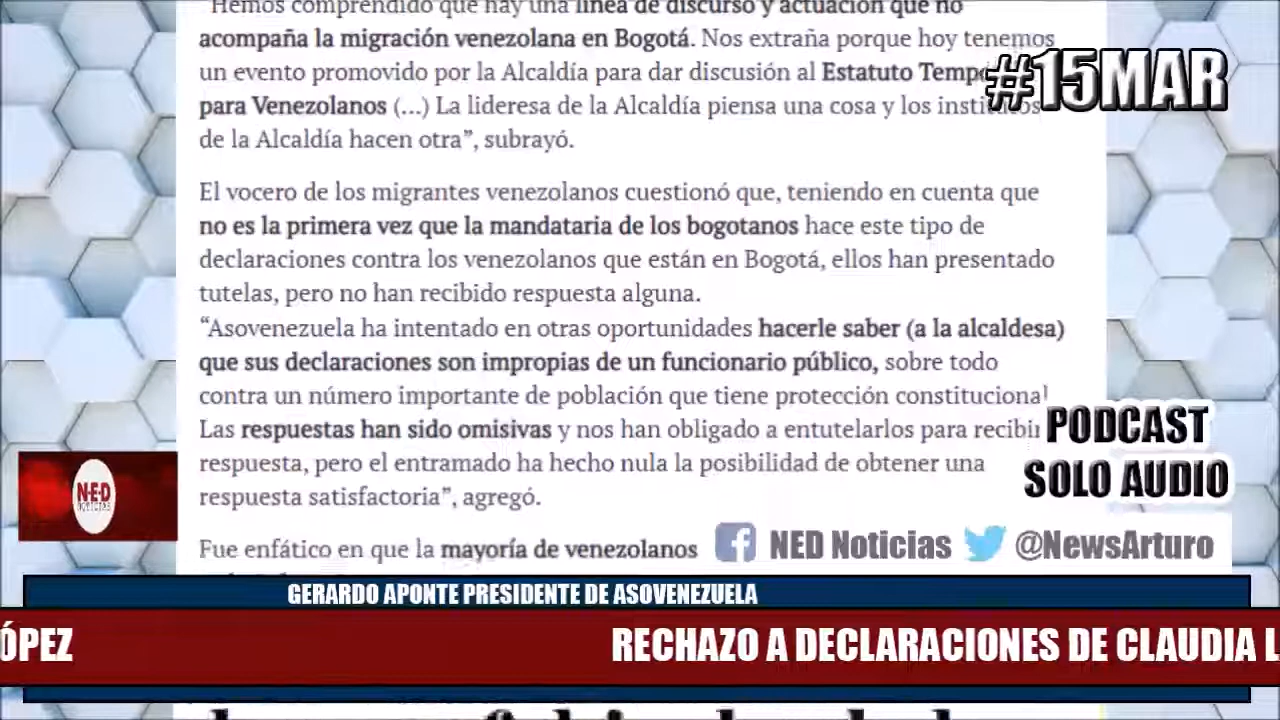 "Hemos comprendido que hay una línea de discurso y actuación que no
acompaña la migración venezolana en Bogotá. Nos extraña porque hoy tenemos
un evento promovido por la Alcaldía para dar discusión al Estatuto
para Venezolanos (...) La lideresa de la Alcaldía piensa una cosa y los
de la Alcaldía hacen otra”, subrayó.
#15MAR
El vocero de los migrantes venezolanos cuestionó que, teniendo en cuenta que
no es la primera vez que la mandataria de los bogotanos hace este tipo de
declaraciones contra los venezolanos que están en Bogotá, ellos han presentado
tutelas, pero no han recibido respuesta alguna.
“Asovenezuela ha intentado en otras oportunidades hacerle saber (a la alcaldesa)
que sus declaraciones son impropias de un funcionario público, sobre todo
contra un número importante de población que tiene protección constitucional
Las respuestas han sido omisivas y nos han obligado a entutelarlos para recibir
respuesta, pero el entramado ha hecho nula la posibilidad de obtener una
respuesta satisfactoria”, agregó.
PODCAST
SOLO AUDIO
N·E·D
NOTICIAS
Fue enfático en que la mayoría de venezolanos
NED Noticias @NewsArturo
GERARDO APONTE PRESIDENTE DE ASOVENEZUELA
ÓPEZ RECHAZO A DECLARACIONES DE CLAUDIA L